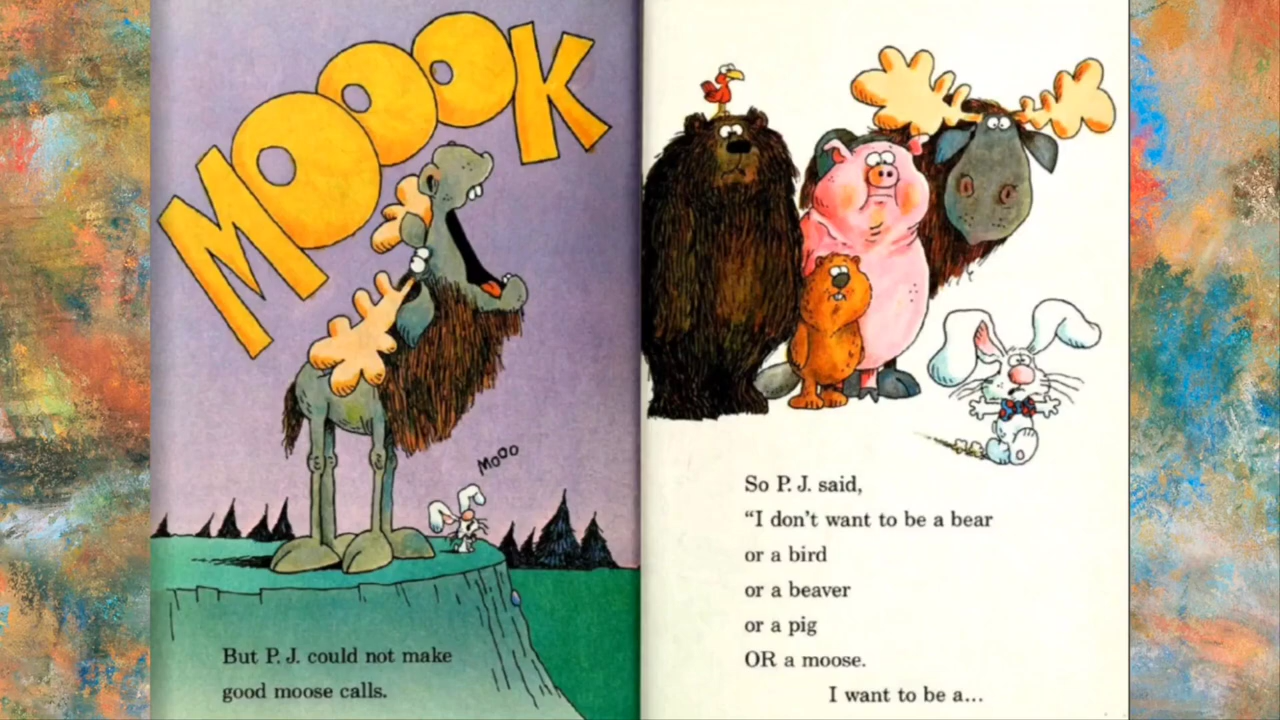 MOOOK
Mooo
But P. J. could not make
good moose calls.
So P. J. said,
“I don’t want to be a bear
or a bird
or a beaver
or a pig
OR a moose.
I want to be a...